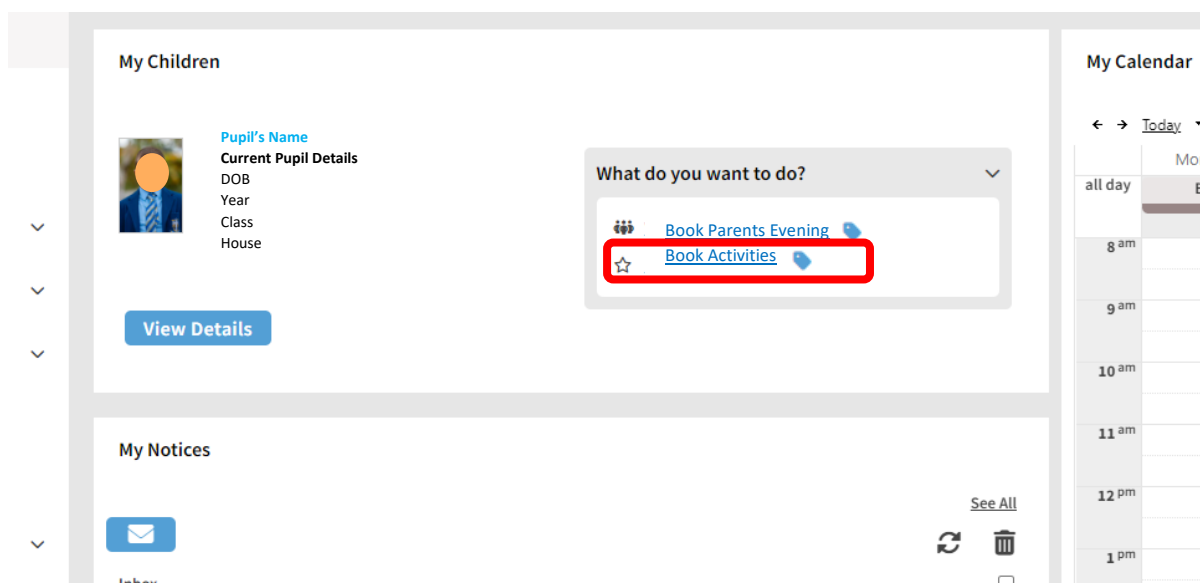 My Children
Pupil's Name
Current Pupil Details
DOB
Year
Class
House
View Details
What do you want to do?
Book Parents Evening
Book Activities
My Notices
See All
Inbox
My Calendar
Today
Mo
all day
8 am
9 am
10 am
11 am
12 pm
1 pm